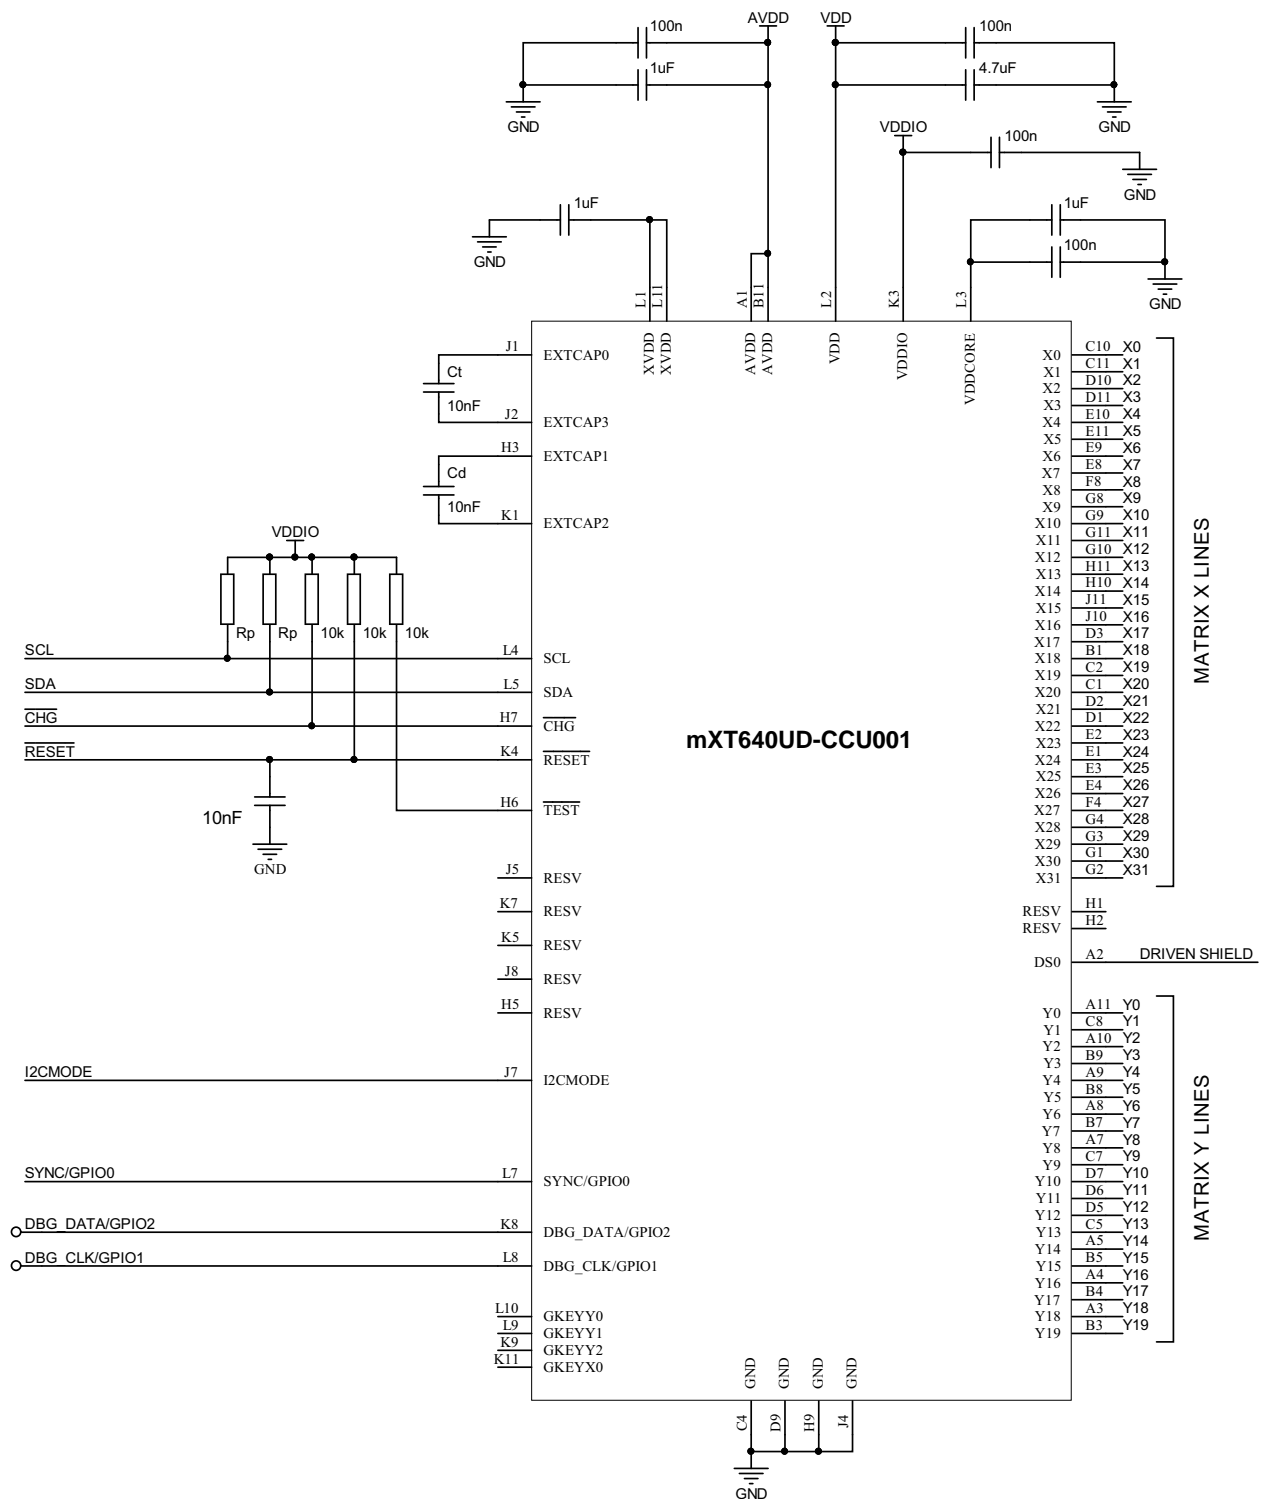 AVDD
VDD
100n
100n
1uF
4.7uF
GND
GND
VDDIO
100n
GND
1uF
1uF
100n
GND
GND
L1
L11
A1
B11
L2
K3
L3
XVDD
XVDD
AVDD
AVDD
VDD
VDDIO
VDDCORE
J1 EXTCAP0
Ct
10nF
J2 EXTCAP3
H3 EXTCAP1
Cd
10nF
K1 EXTCAP2
VDDIO
Rp Rp 10k 10k 10k
SCL L4 SCL
SDA L5 SDA
CHG H7 CHG
RESET K4 RESET
10nF
GND
H6 TEST
J5 RESV
K7 RESV
K5 RESV
J8 RESV
H5 RESV
I2CMODE J7 I2CMODE
SYNC/GPIO0 L7 SYNC/GPIO0
DBG_DATA/GPIO2 K8 DBG_DATA/GPIO2
DBG_CLK/GPIO1 L8 DBG_CLK/GPIO1
L10 GKEYY0
L9 GKEYY1
K9 GKEYY2
K11 GKEYX0
mXT640UD-CCU001
X0 C10 X0
X1 C11 X1
X2 D10 X2
X3 D11 X3
X4 E10 X4
X5 E11 X5
X6 E9 X6
X7 E8 X7
X8 F8 X8
X9 G8 X9
X10 G9 X10
X11 G11 X11
X12 G10 X12
X13 H11 X13
X14 H10 X14
X15 J11 X15
X16 J10 X16
X17 D3 X17
X18 B1 X18
X19 C2 X19
X20 C1 X20
X21 D2 X21
X22 D1 X22
X23 E2 X23
X24 E1 X24
X25 E3 X25
X26 E4 X26
X27 F4 X27
X28 G4 X28
X29 G3 X29
X30 G1 X30
X31 G2 X31
MATRIX X LINES
RESV H1
RESV H2
DS0 A2 DRIVEN SHIELD
Y0 A11 Y0
Y1 C8 Y1
Y2 A10 Y2
Y3 B9 Y3
Y4 A9 Y4
Y5 B8 Y5
Y6 A8 Y6
Y7 B7 Y7
Y8 A7 Y8
Y9 C7 Y9
Y10 D7 Y10
Y11 D6 Y11
Y12 D5 Y12
Y13 C5 Y13
Y14 A5 Y14
Y15 B5 Y15
Y16 A4 Y16
Y17 B4 Y17
Y18 A3 Y18
Y19 B3 Y19
MATRIX Y LINES
GND
GND
GND
GND
C4
D9
H9
J4
GND